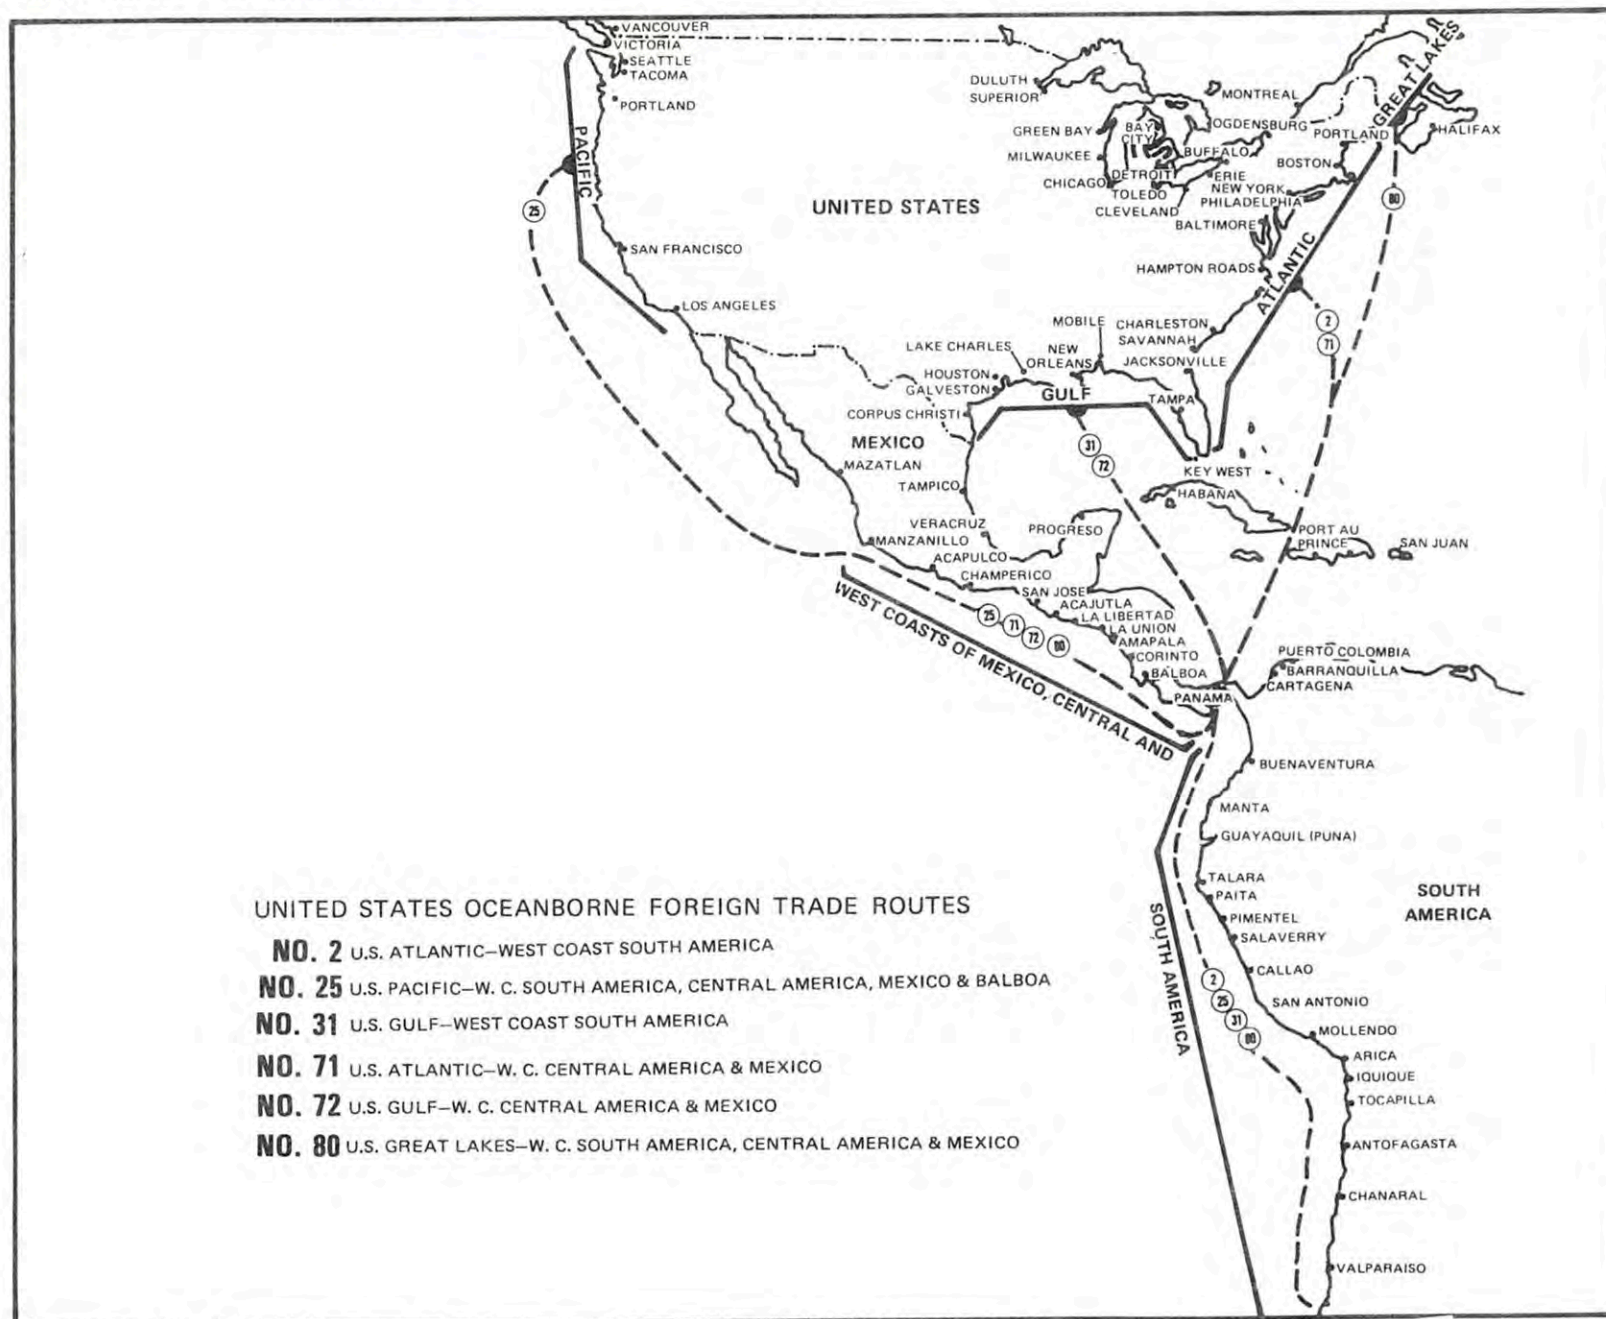 VANCOUVER
VICTORIA
SEATTLE
TACOMA
PORTLAND
PACIFIC
25
SAN FRANCISCO
LOS ANGELES
UNITED STATES
DULUTH
SUPERIOR
GREEN BAY
MILWAUKEE
CHICAGO
BAY
CITY
DETROIT
TOLEDO
CLEVELAND
BUFFALO
ERIE
MONTREAL
OGDENSBURG
PORTLAND
BOSTON
NEW YORK
PHILADELPHIA
BALTIMORE
HAMPTON ROADS
GREAT LAKES
HALIFAX
80
ATLANTIC
2
71
MOBILE
CHARLESTON
SAVANNAH
JACKSONVILLE
LAKE CHARLES
NEW
ORLEANS
HOUSTON
GALVESTON
CORPUS CHRISTI
GULF
TAMPA
31
72
KEY WEST
HABANA
MEXICO
MAZATLAN
TAMPICO
VERACRUZ
PROGRESO
MANZANILLO
ACAPULCO
CHAMPERICO
SAN JOSE
ACAJUTLA
LA LIBERTAD
LA UNION
AMAPALA
CORINTO
BALBOA
PANAMA
PORT AU
PRINCE
SAN JUAN
25
71
72
80
WEST COASTS OF MEXICO, CENTRAL AND
SOUTH AMERICA
PUERTO COLOMBIA
BARRANQUILLA
CARTAGENA
BUENAVENTURA
MANTA
GUAYAQUIL (PUNA)
TALARA
PAITA
PIMENTEL
SALAVERRY
CALLAO
SAN ANTONIO
MOLLENDO
ARICA
IQUIQUE
TOCAPILLA
ANTOFAGASTA
CHANARAL
VALPARAISO
SOUTH
AMERICA
2
25
31
80
UNITED STATES OCEANBORNE FOREIGN TRADE ROUTES
NO. 2 U.S. ATLANTIC–WEST COAST SOUTH AMERICA
NO. 25 U.S. PACIFIC–W. C. SOUTH AMERICA, CENTRAL AMERICA, MEXICO & BALBOA
NO. 31 U.S. GULF–WEST COAST SOUTH AMERICA
NO. 71 U.S. ATLANTIC–W. C. CENTRAL AMERICA & MEXICO
NO. 72 U.S. GULF–W. C. CENTRAL AMERICA & MEXICO
NO. 80 U.S. GREAT LAKES–W. C. SOUTH AMERICA, CENTRAL AMERICA & MEXICO